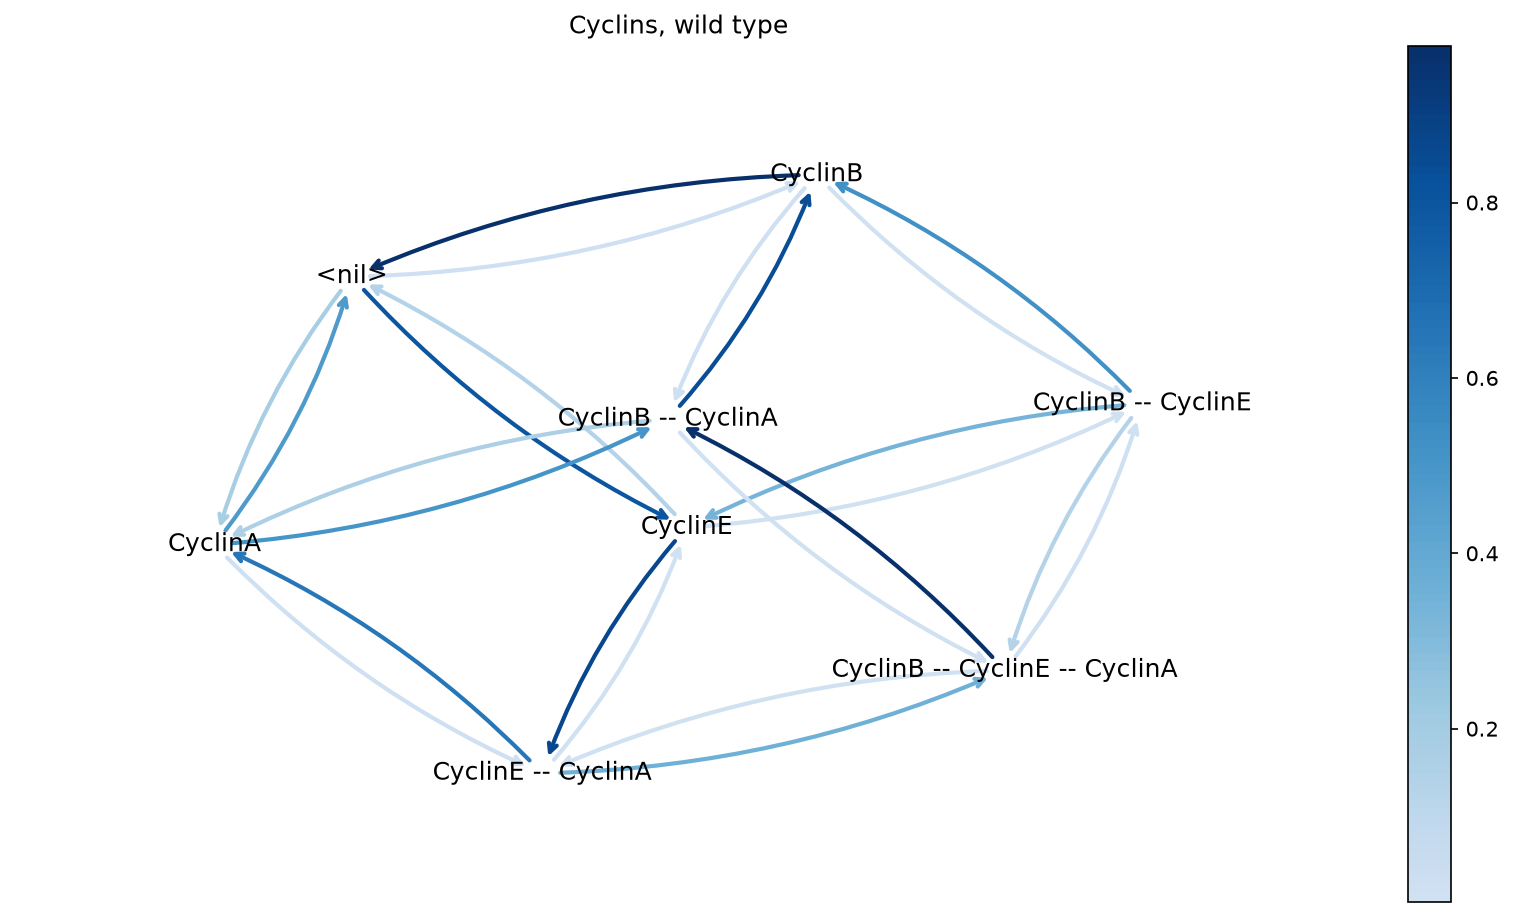 Cyclins, wild type
CyclinB
<nil>
CyclinB -- CyclinE
CyclinB -- CyclinA
CyclinE
CyclinA
CyclinB -- CyclinE -- CyclinA
CyclinE -- CyclinA
0.8
0.6
0.4
0.2